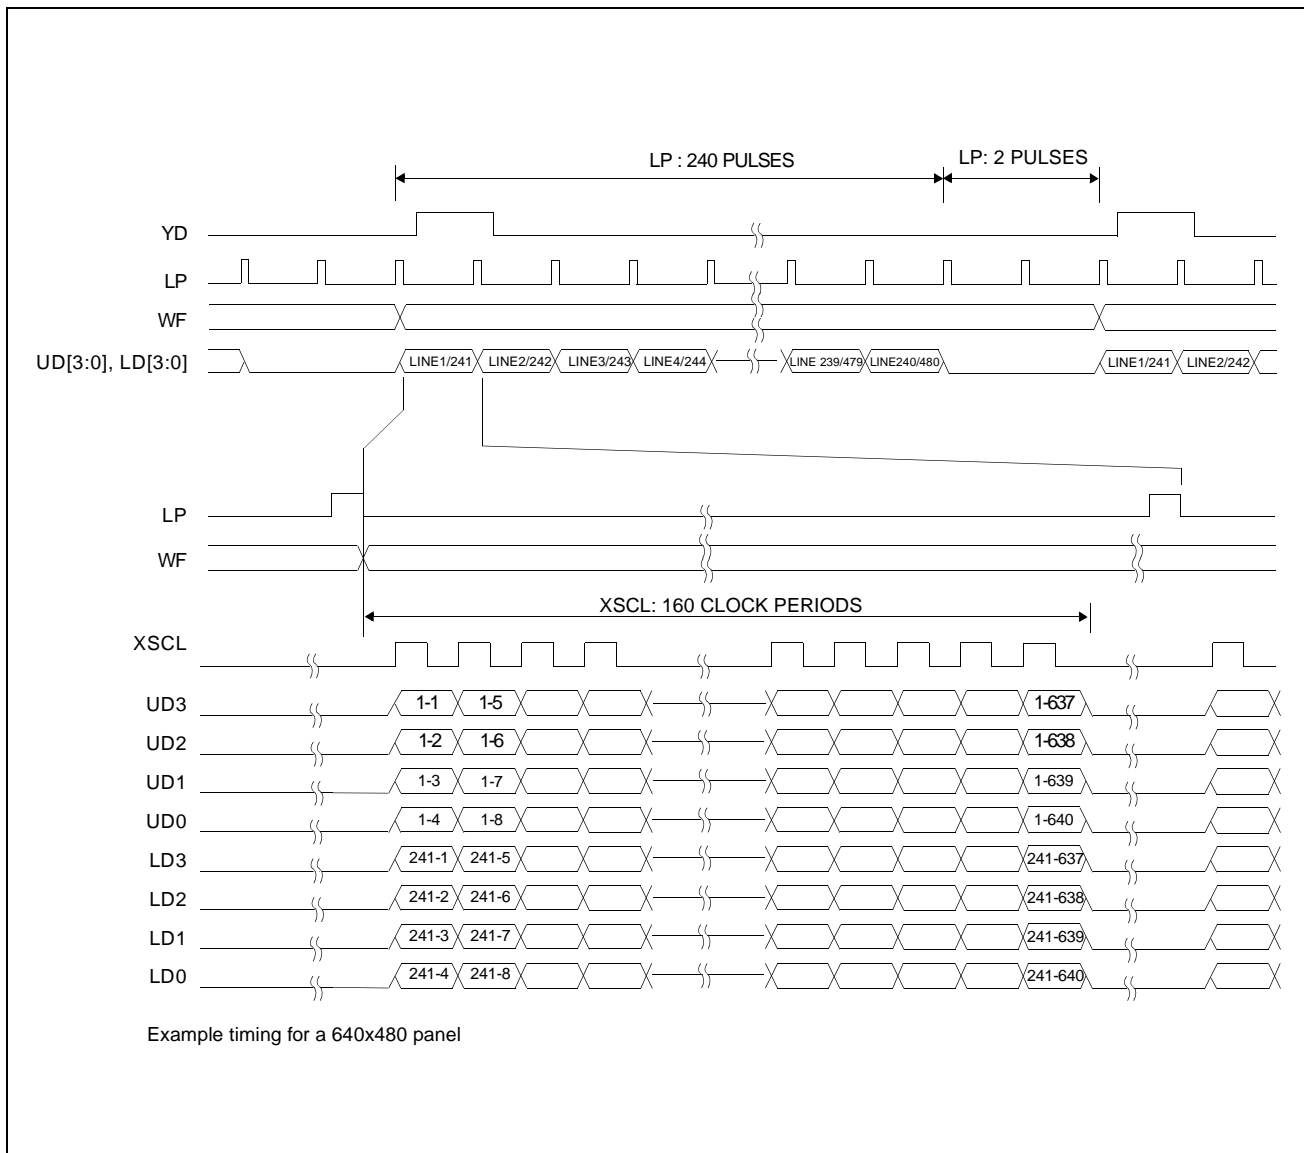 LP : 240 PULSES LP: 2 PULSES
YD
LP
WF
UD[3:0], LD[3:0] LINE1/241 LINE2/242 LINE3/243 LINE4/244 LINE 239/479 LINE240/480 LINE1/241 LINE2/242
LP
WF
XSCL: 160 CLOCK PERIODS
XSCL
UD3 1-1 1-5 1-637
UD2 1-2 1-6 1-638
UD1 1-3 1-7 1-639
UD0 1-4 1-8 1-640
LD3 241-1 241-5 241-637
LD2 241-2 241-6 241-638
LD1 241-3 241-7 241-639
LD0 241-4 241-8 241-640
Example timing for a 640x480 panel